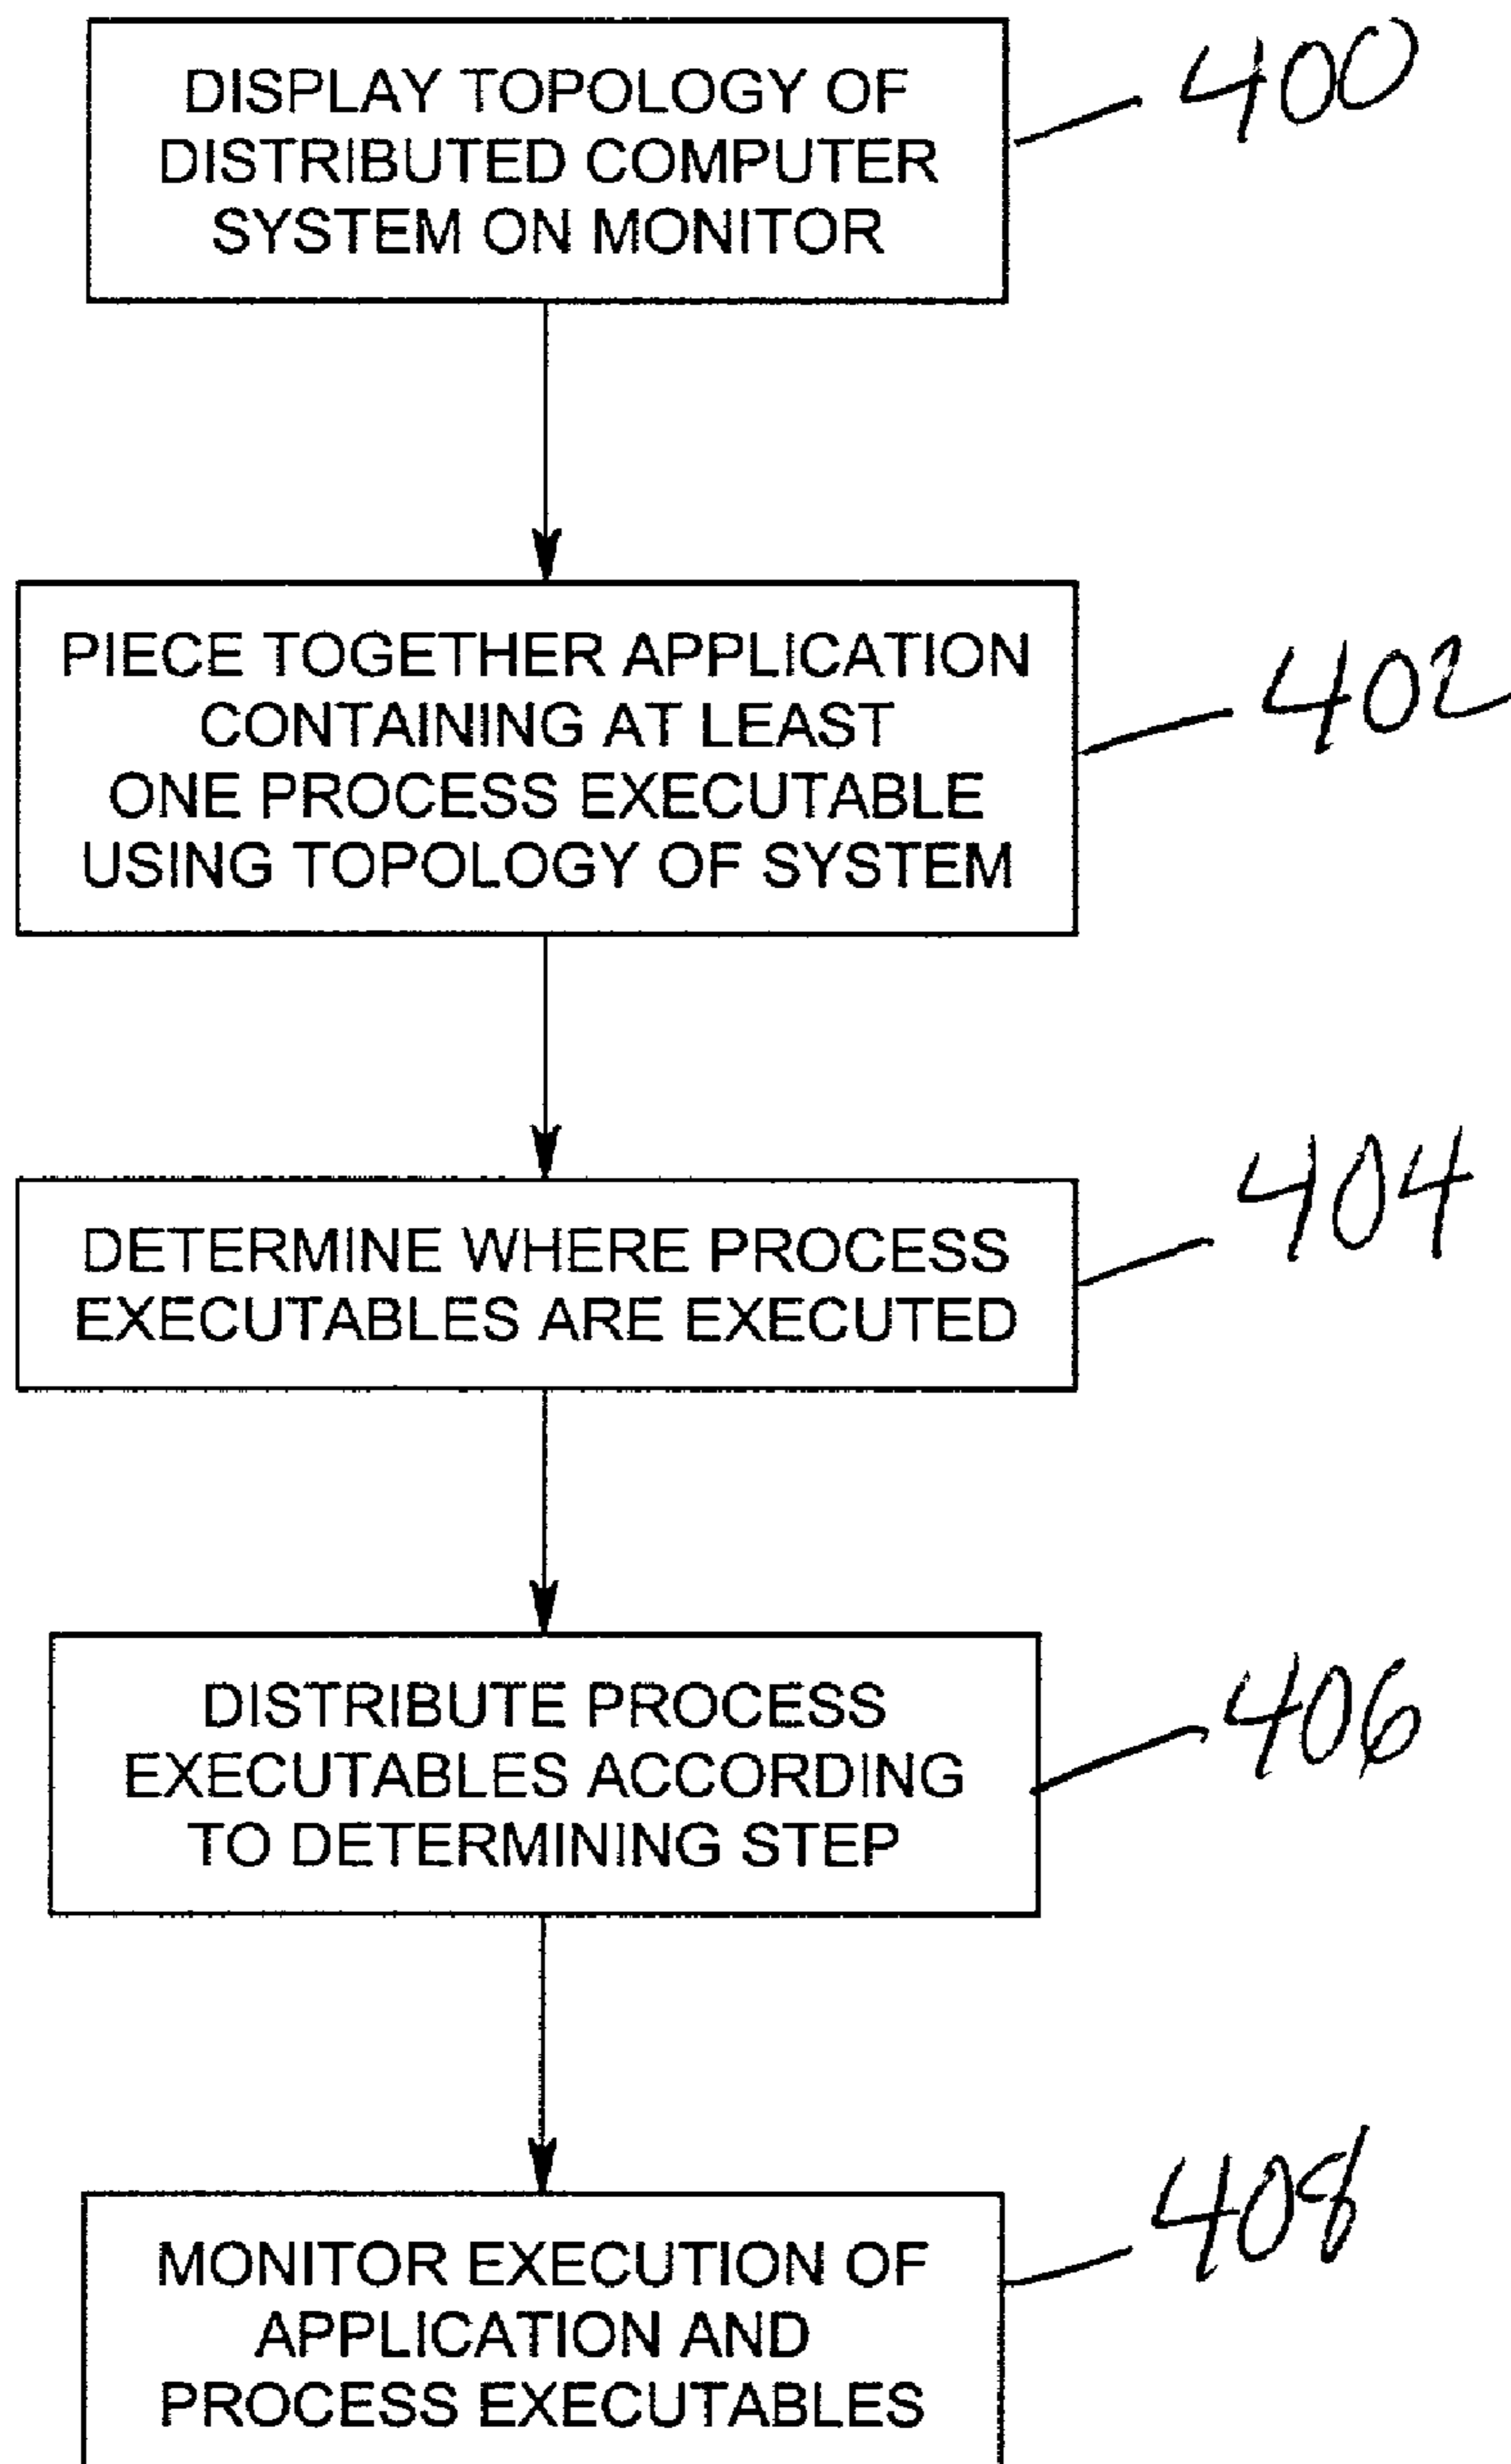 DISPLAY TOPOLOGY OF
DISTRIBUTED COMPUTER
SYSTEM ON MONITOR
400
PIECE TOGETHER APPLICATION
CONTAINING AT LEAST
ONE PROCESS EXECUTABLE
USING TOPOLOGY OF SYSTEM
402
DETERMINE WHERE PROCESS
EXECUTABLES ARE EXECUTED
404
DISTRIBUTE PROCESS
EXECUTABLES ACCORDING
TO DETERMINING STEP
406
MONITOR EXECUTION OF
APPLICATION AND
PROCESS EXECUTABLES
408